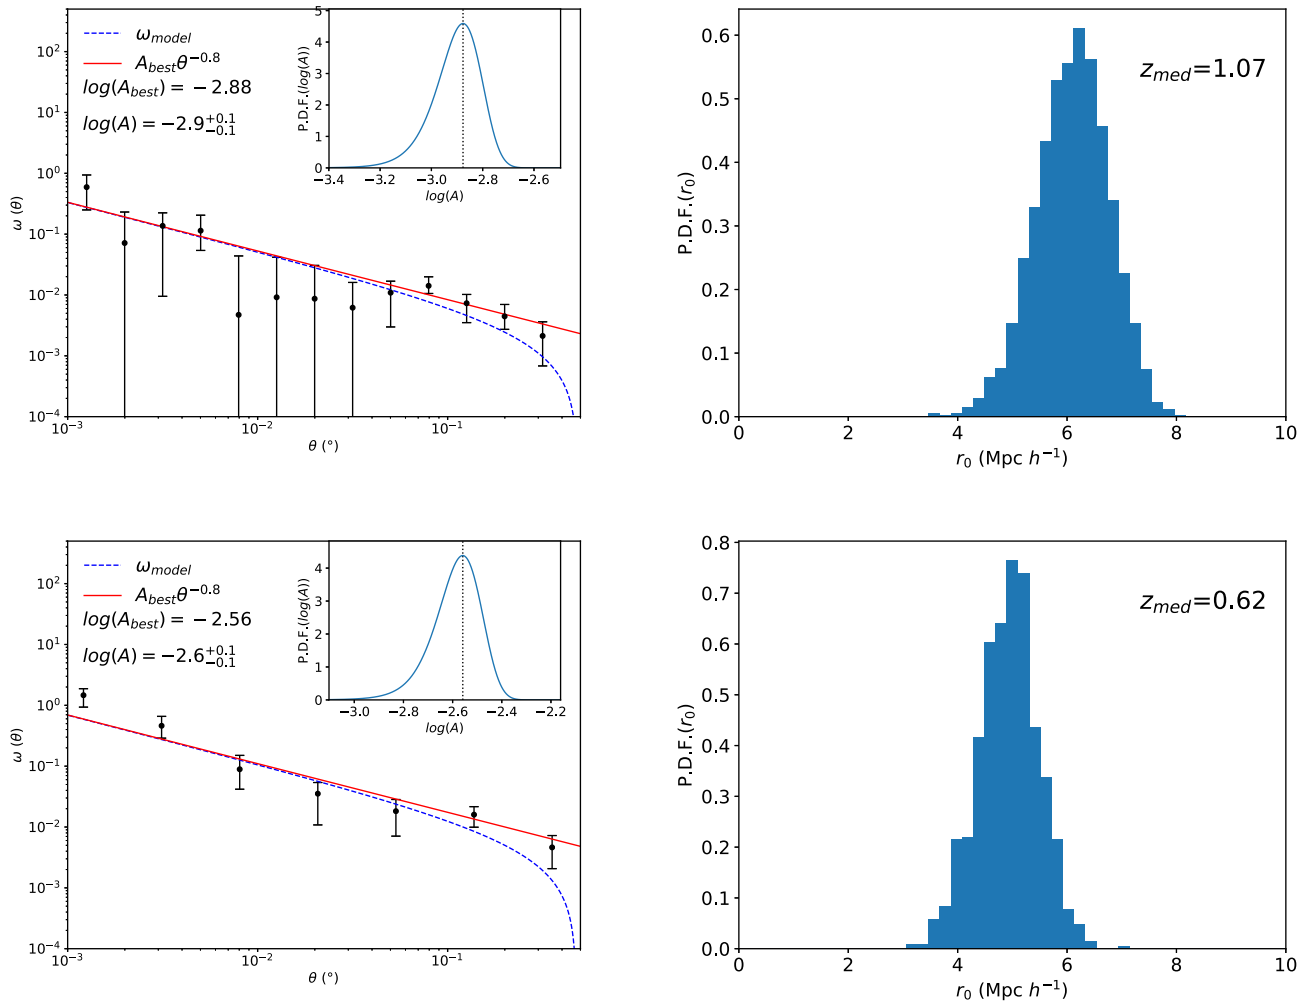 ω_model
A_best θ^−0.8
log(A_best) = −2.88
log(A) = −2.9 +0.1 −0.1
10^2
10^1
10^0
10^−1
10^−2
10^−3
10^−4
ω (θ)
10^−3 10^−2 10^−1
θ (°)
5
4
3
2
1
0
P.D.F.(log(A))
−3.4 −3.2 −3.0 −2.8 −2.6
log(A)
z_med=1.07
0.6
0.5
0.4
0.3
0.2
0.1
0.0
P.D.F.(r_0)
0 2 4 6 8 10
r_0 (Mpc h^−1)
ω_model
A_best θ^−0.8
log(A_best) = −2.56
log(A) = −2.6 +0.1 −0.1
10^2
10^1
10^0
10^−1
10^−2
10^−3
10^−4
ω (θ)
10^−3 10^−2 10^−1
θ (°)
4
3
2
1
0
P.D.F.(log(A))
−3.0 −2.8 −2.6 −2.4 −2.2
log(A)
z_med=0.62
0.8
0.7
0.6
0.5
0.4
0.3
0.2
0.1
0.0
P.D.F.(r_0)
0 2 4 6 8 10
r_0 (Mpc h^−1)